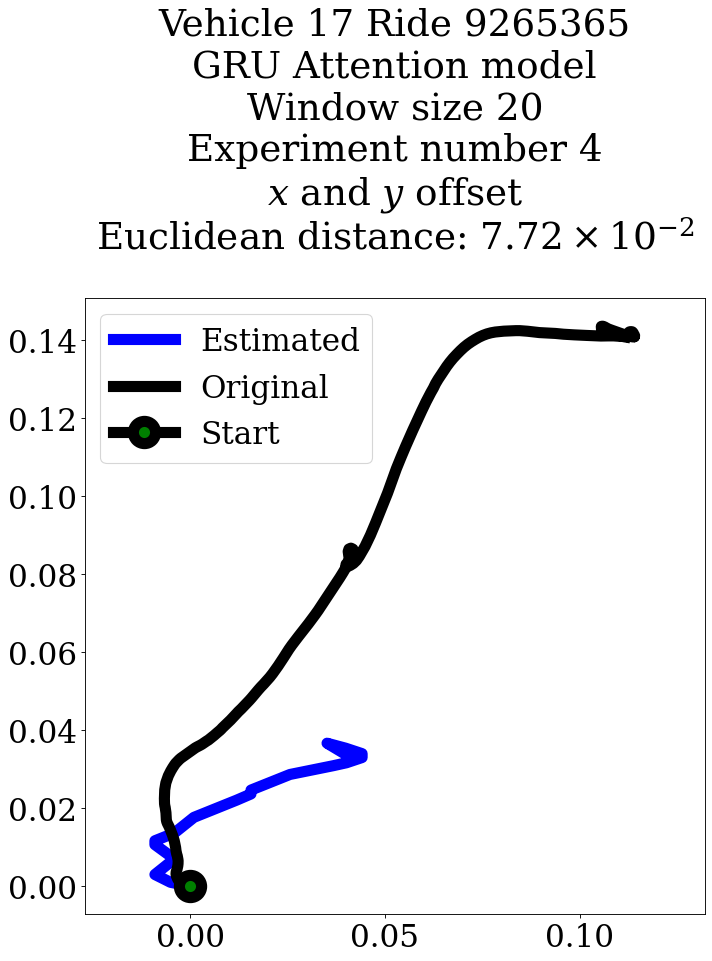 Vehicle 17 Ride 9265365
GRU Attention model
Window size 20
Experiment number 4
x and y offset
Euclidean distance: 7.72 × 10⁻²
Estimated
Original
Start
0.14
0.12
0.10
0.08
0.06
0.04
0.02
0.00
0.00 0.05 0.10